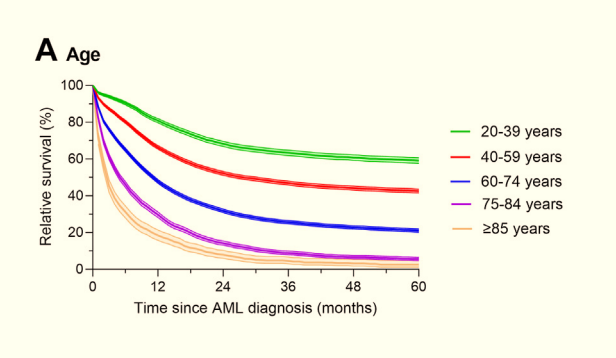 A Age
100
80
60
40
20
0
Relative survival (%)
0 12 24 36 48 60
Time since AML diagnosis (months)
20-39 years
40-59 years
60-74 years
75-84 years
≥85 years